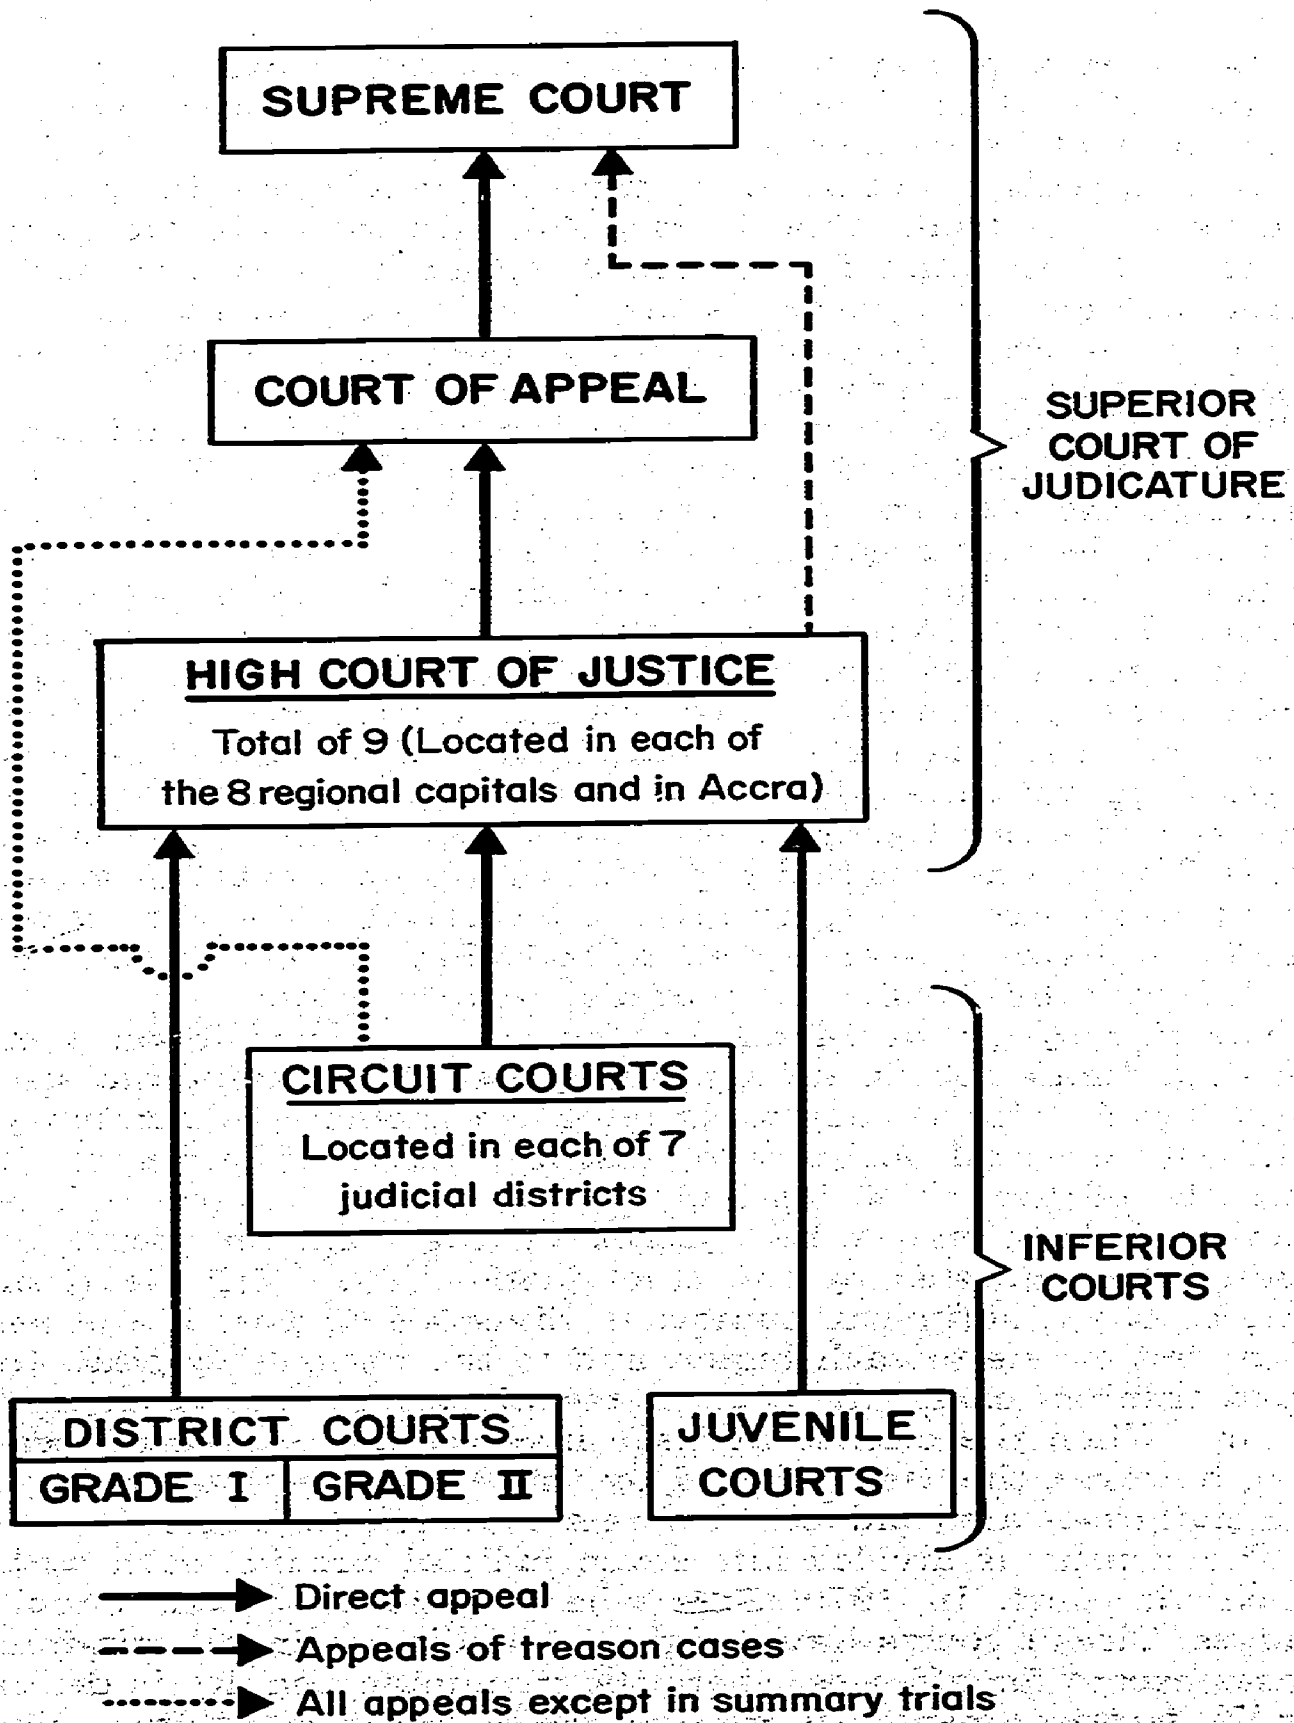 SUPREME COURT
COURT OF APPEAL
SUPERIOR
COURT OF
JUDICATURE
HIGH COURT OF JUSTICE
Total of 9 (Located in each of
the 8 regional capitals and in Accra)
CIRCUIT COURTS
Located in each of 7
judicial districts
INFERIOR
COURTS
DISTRICT COURTS
GRADE I
GRADE II
JUVENILE
COURTS
Direct appeal
Appeals of treason cases
All appeals except in summary trials